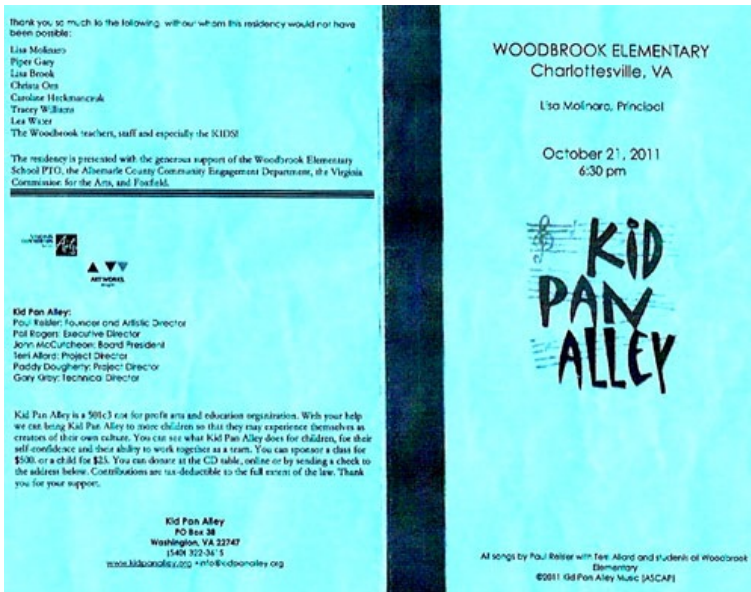 Thank you so much to the following, without whom this residency would not have
been possible:
Lisa Molinaro
Piper Gary
Lisa Brook
Christa
Caroline
Tracey Williams
Lea
The Woodbrook teachers, staff and especially the KIDS!
The residency is presented with the generous support of the Woodbrook Elementary
School PTO, the Albemarle County Community Engagement Department, the Virginia
Commission for the Arts, and Foxfield.
Arts
ART WORKS.
Kid Pan Alley:
Paul Reisler: Founder and Artistic Director
Pat Rogers: Executive Director
John McCutcheon: Board President
Terri Allard: Project Director
Paddy Dougherty: Project Director
Gary Kirby: Technical Director
Kid Pan Alley is a 501c3 not for profit arts and education organization. With your help
we can bring Kid Pan Alley to more children so that they may experience themselves as
creators of their own culture. You can see what Kid Pan Alley does for children, for their
self-confidence and their ability to work together as a team. You can sponsor a class for
$500. or a child for $25. You can donate at the CD table, online or by sending a check to
the address below. Contributions are tax-deductible to the full extent of the law. Thank
you for your support.
Kid Pan Alley
PO Box 38
Washington, VA 22747
(540) 322-3615
www.kidpanalley.org • info@kidpanalley.org
WOODBROOK ELEMENTARY
Charlottesville, VA
Lisa Molinaro, Principal
October 21, 2011
6:30 pm
KiD
PAN
ALLEY
All songs by Paul Reisler with Terri Allard and students of Woodbrook
Elementary
©2011 Kid Pan Alley Music (ASCAP)